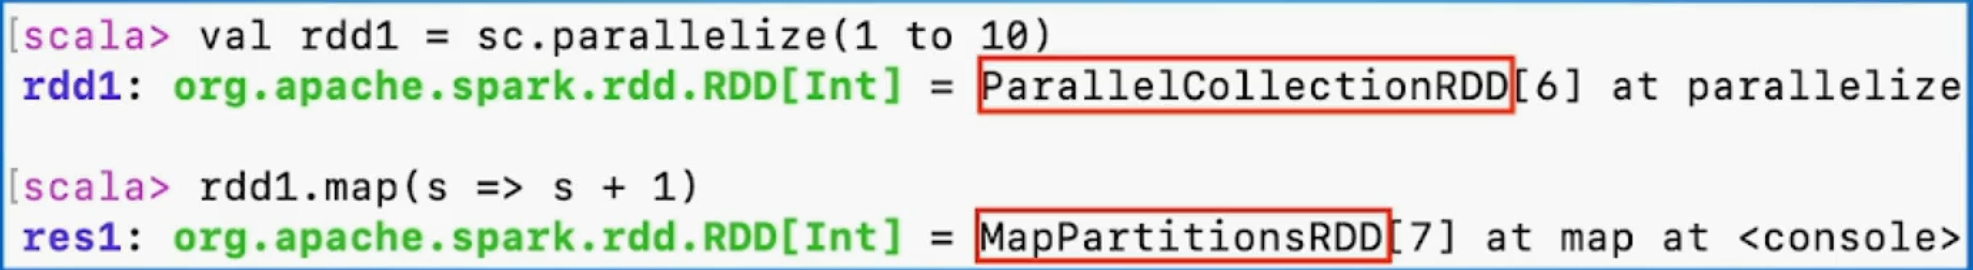 [scala> val rdd1 = sc.parallelize(1 to 10)
rdd1: org.apache.spark.rdd.RDD[Int] = ParallelCollectionRDD[6] at parallelize
[scala> rdd1.map(s => s + 1)
res1: org.apache.spark.rdd.RDD[Int] = MapPartitionsRDD[7] at map at <console>